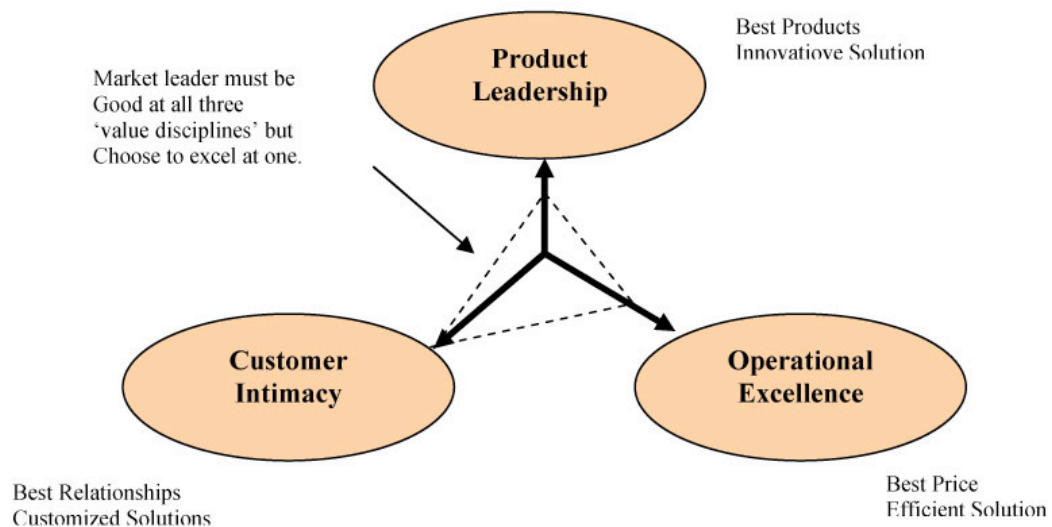 Product
Leadership
Best Products
Innovatiove Solution
Market leader must be
Good at all three
‘value disciplines’ but
Choose to excel at one.
Customer
Intimacy
Operational
Excellence
Best Relationships
Customized Solutions
Best Price
Efficient Solution